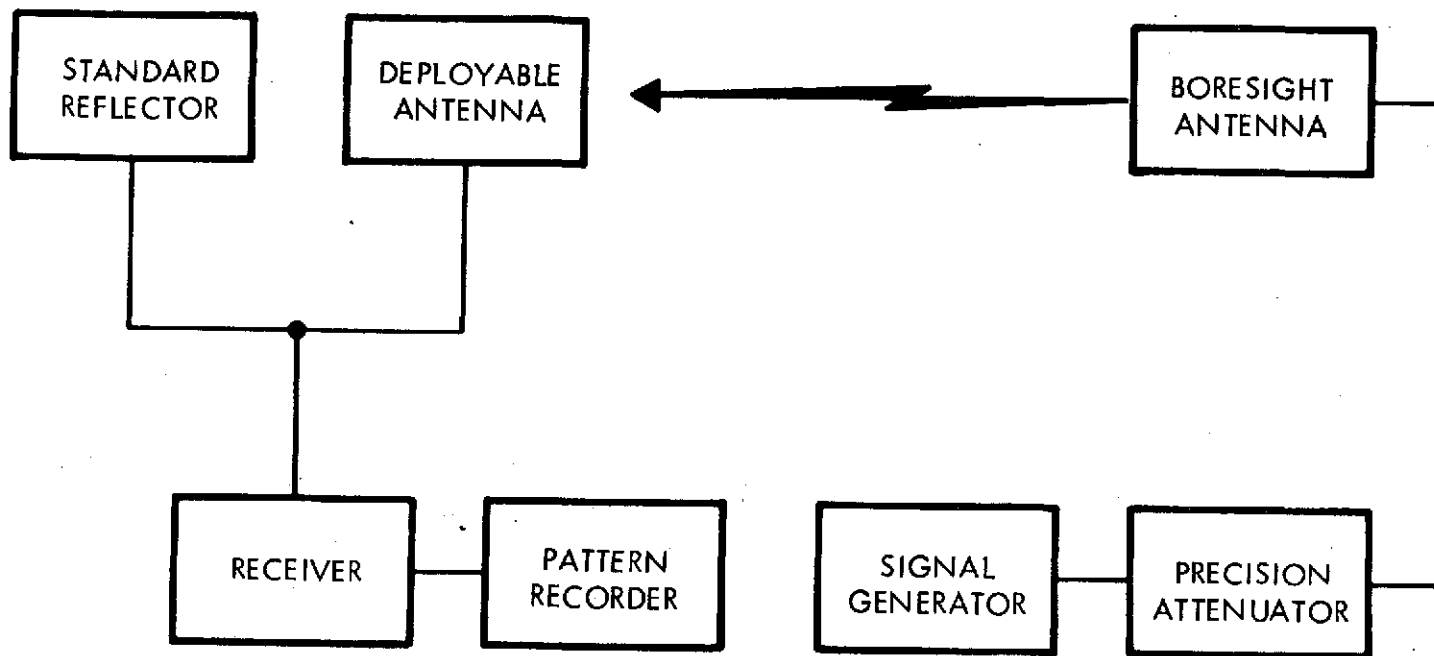 STANDARD
REFLECTOR
DEPLOYABLE
ANTENNA
BORESIGHT
ANTENNA
RECEIVER
PATTERN
RECORDER
SIGNAL
GENERATOR
PRECISION
ATTENUATOR